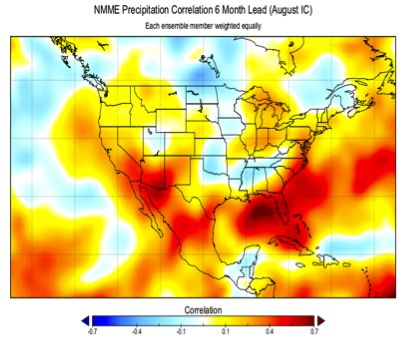 NMME Precipitation Correlation 6 Month Lead (August IC)
Each ensemble member weighted equally
Correlation
-0.7 -0.4 -0.1 0.1 0.4 0.7